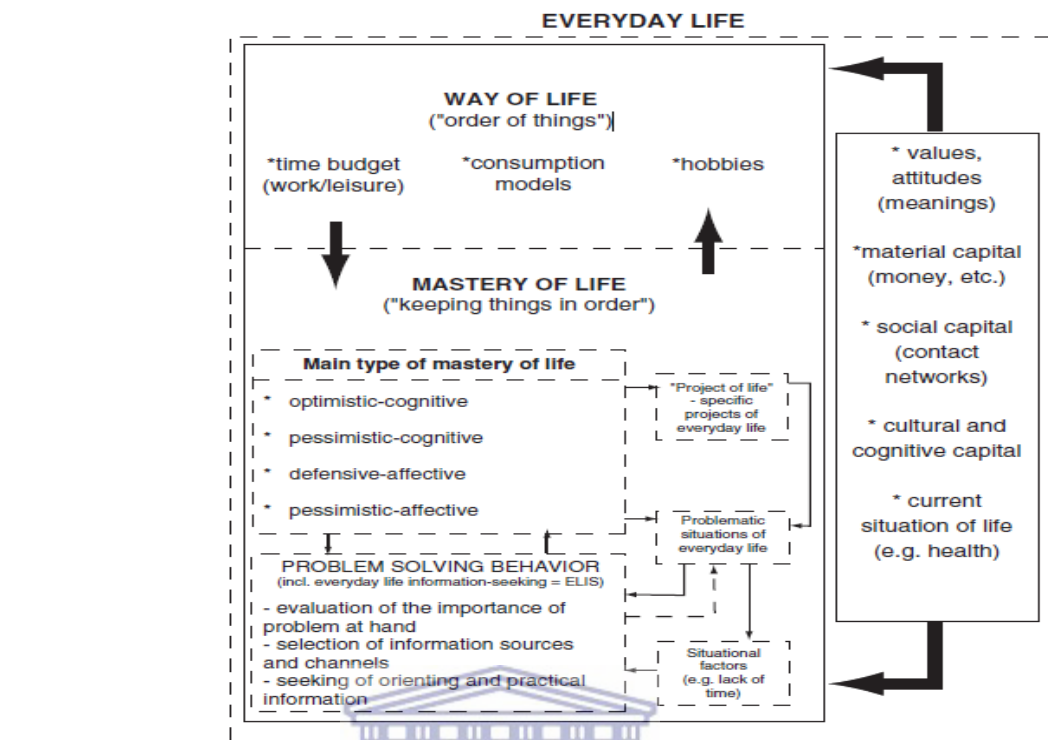 EVERYDAY LIFE
WAY OF LIFE
("order of things")
*time budget
(work/leisure)
*consumption
models
*hobbies
MASTERY OF LIFE
("keeping things in order")
Main type of mastery of life
* optimistic-cognitive
* pessimistic-cognitive
* defensive-affective
* pessimistic-affective
"Project of life"
- specific
projects of
everyday life
Problematic
situations of
everyday life
PROBLEM SOLVING BEHAVIOR
(incl. everyday life information-seeking = ELIS)
- evaluation of the importance of
problem at hand
- selection of information sources
and channels
- seeking of orienting and practical
information
Situational
factors
(e.g. lack of
time)
* values,
attitudes
(meanings)
*material capital
(money, etc.)
* social capital
(contact
networks)
* cultural and
cognitive capital
* current
situation of life
(e.g. health)